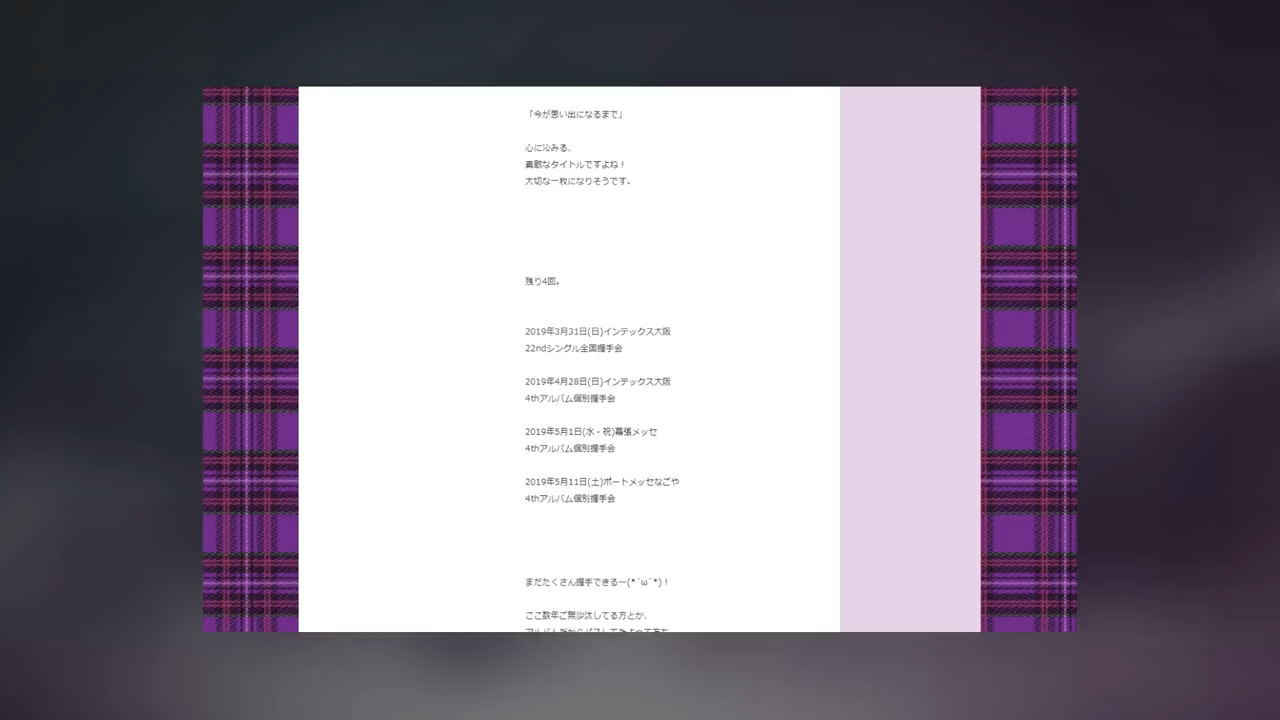 「今が思い出になるまで」
心に沁みる、
素敵なタイトルですよね！
大切な一枚になりそうです。
残り4回。
2019年3月31日(日)インテックス大阪
22ndシングル全国握手会
2019年4月28日(日)インテックス大阪
4thアルバム個別握手会
2019年5月1日(水・祝)幕張メッセ
4thアルバム個別握手会
2019年5月11日(土)ポートメッセなごや
4thアルバム個別握手会
まだたくさん握手できるー(*´ω`*)！
ここ数年ご無沙汰してる方とか、